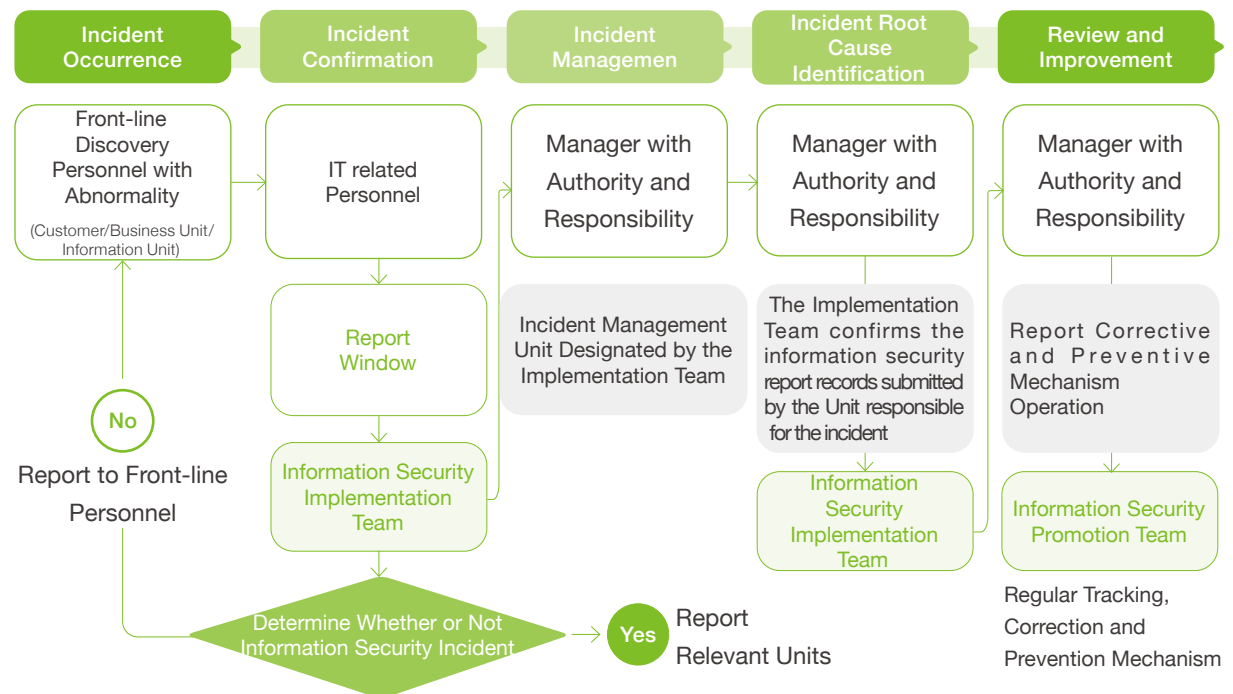 Incident
Occurrence
Incident
Confirmation
Incident
Managemen
Incident Root
Cause
Identification
Review and
Improvement
Front-line
Discovery
Personnel with
Abnormality
(Customer/Business Unit/
Information Unit)
IT related
Personnel
Manager with
Authority and
Responsibility
Manager with
Authority and
Responsibility
Manager with
Authority and
Responsibility
Report
Window
Incident Management
Unit Designated by the
Implementation Team
The Implementation
Team confirms the
information security
report records submitted
by the Unit responsible
for the incident
Report Corrective
and Preventive
Mechanism
Operation
No
Report to Front-line
Personnel
Information Security
Implementation
Team
Information
Security
Implementation
Team
Information Security
Promotion Team
Determine Whether or Not
Information Security Incident
Yes
Report
Relevant Units
Regular Tracking,
Correction and
Prevention Mechanism